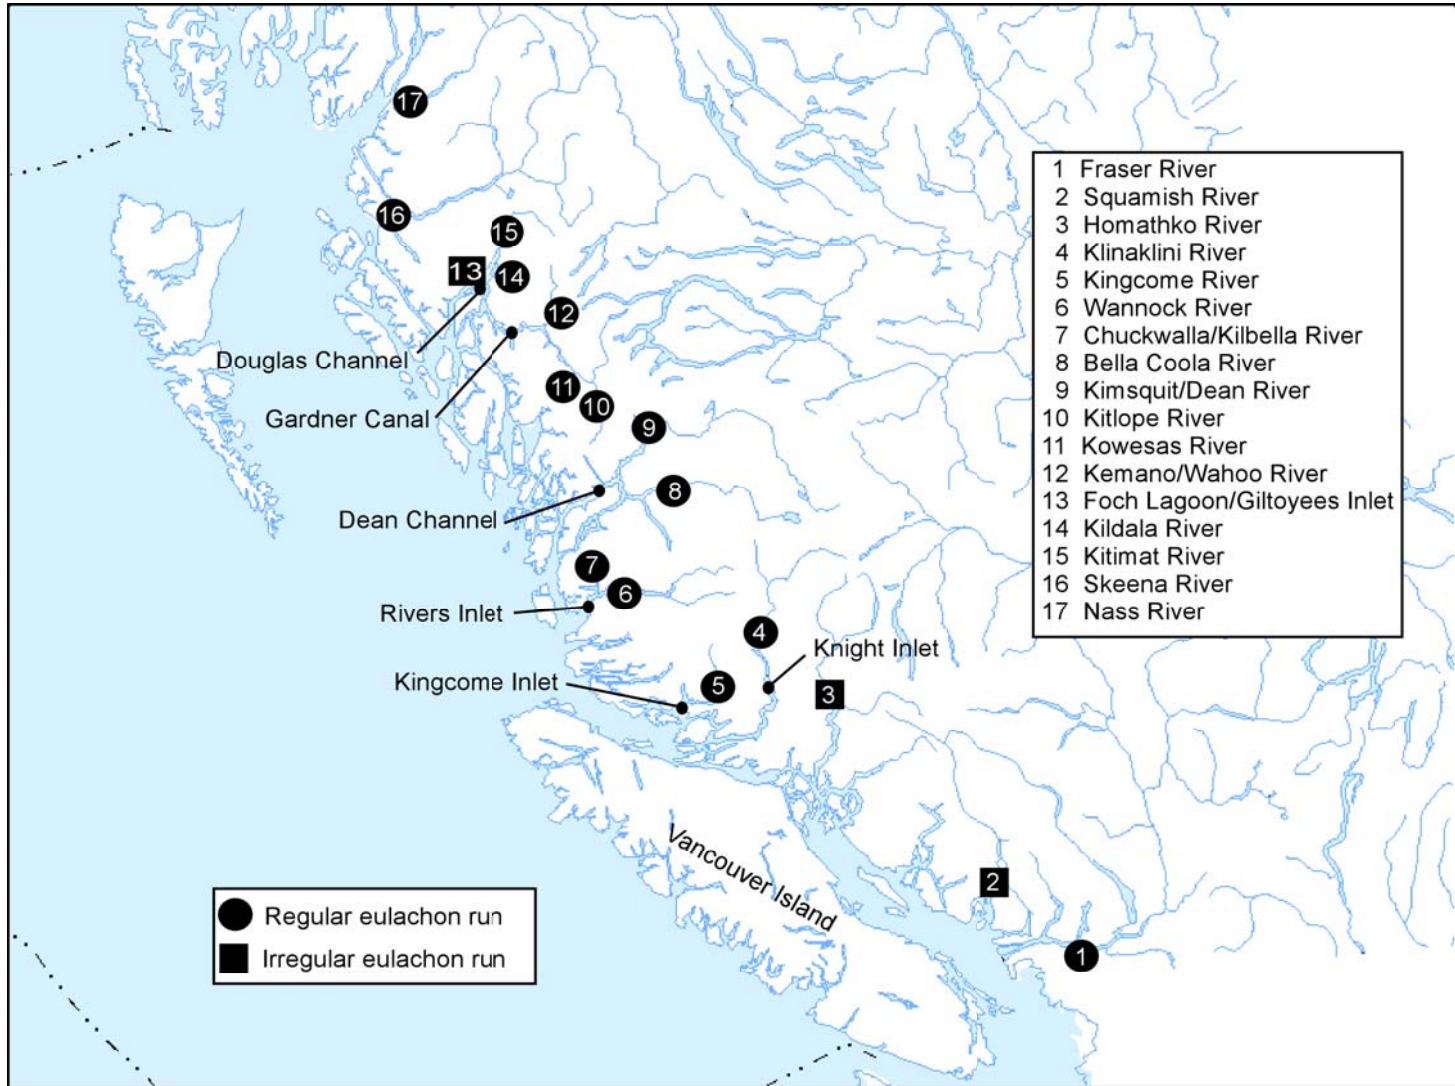 17
16
15
13
14
12
Douglas Channel
Gardner Canal
11
10
9
Dean Channel
8
7
6
Rivers Inlet
4
Knight Inlet
Kingcome Inlet
5
3
Vancouver Island
2
1
1 Fraser River
2 Squamish River
3 Homathko River
4 Klinaklini River
5 Kingcome River
6 Wannock River
7 Chuckwalla/Kilbella River
8 Bella Coola River
9 Kimsquit/Dean River
10 Kitlope River
11 Kowesas River
12 Kemano/Wahoo River
13 Foch Lagoon/Giltoyees Inlet
14 Kildala River
15 Kitimat River
16 Skeena River
17 Nass River
Regular eulachon run
Irregular eulachon run